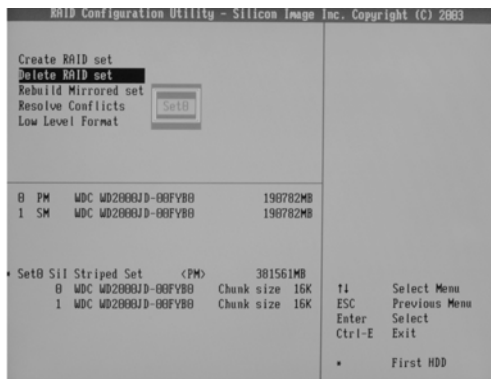 RAID Configuration Utility - Silicon Image Inc. Copyright (C) 2003
Create RAID set
Delete RAID set
Rebuild Mirrored set
Resolve Conflicts
Low Level Format
Set0
0 PM WDC WD2000JD-00FYB0 190782MB
1 SM WDC WD2000JD-00FYB0 190782MB
* Set0 SiI Striped Set <PM> 381561MB
0 WDC WD2000JD-00FYB0 Chunk size 16K
1 WDC WD2000JD-00FYB0 Chunk size 16K
↑↓ Select Menu
ESC Previous Menu
Enter Select
Ctrl-E Exit
* First HDD